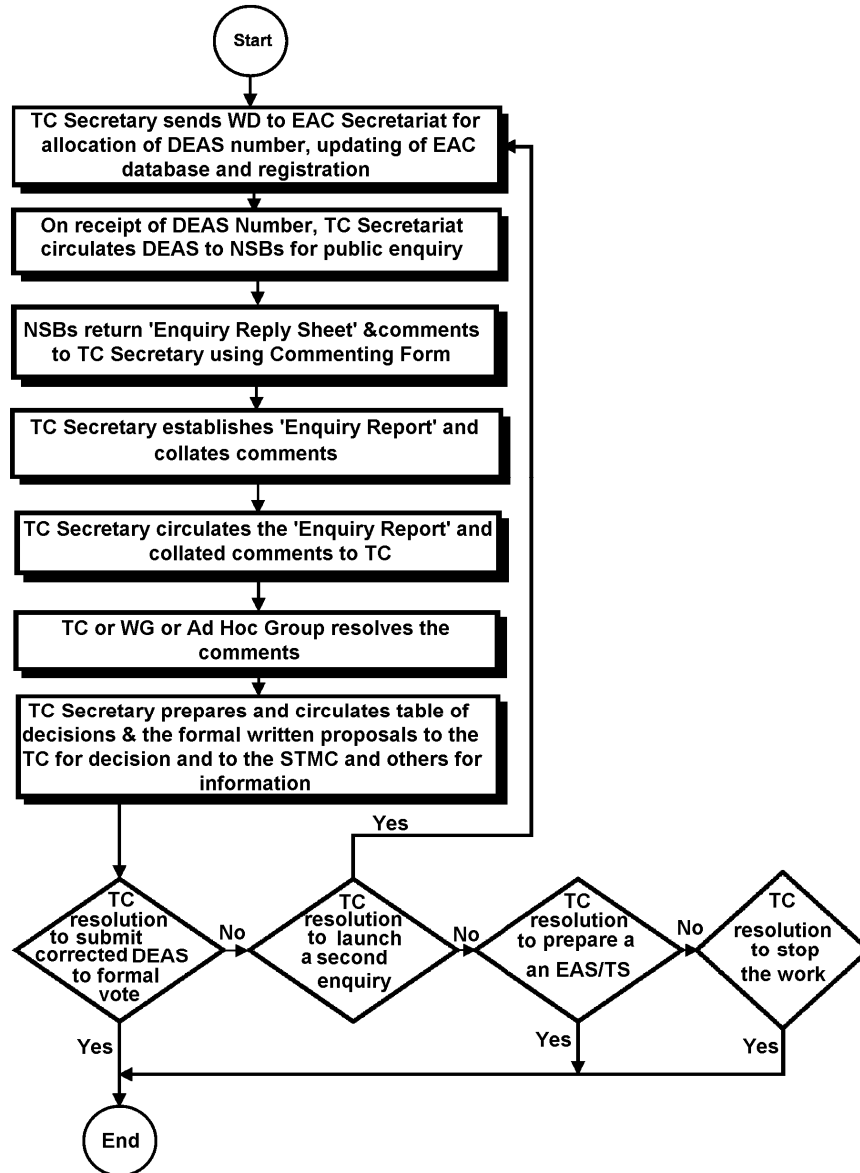 Start
TC Secretary sends WD to EAC Secretariat for
allocation of DEAS number, updating of EAC
database and registration
On receipt of DEAS Number, TC Secretariat
circulates DEAS to NSBs for public enquiry
NSBs return 'Enquiry Reply Sheet' &comments
to TC Secretary using Commenting Form
TC Secretary establishes 'Enquiry Report' and
collates comments
TC Secretary circulates the 'Enquiry Report' and
collated comments to TC
TC or WG or Ad Hoc Group resolves the
comments
TC Secretary prepares and circulates table of
decisions & the formal written proposals to the
TC for decision and to the STMC and others for
information
Yes
TC
resolution
to submit
corrected DEAS
to formal
vote
No
TC
resolution
to launch
a second
enquiry
No
TC
resolution
to prepare a
an EAS/TS
No
TC
resolution
to stop
the work
Yes
Yes
Yes
End